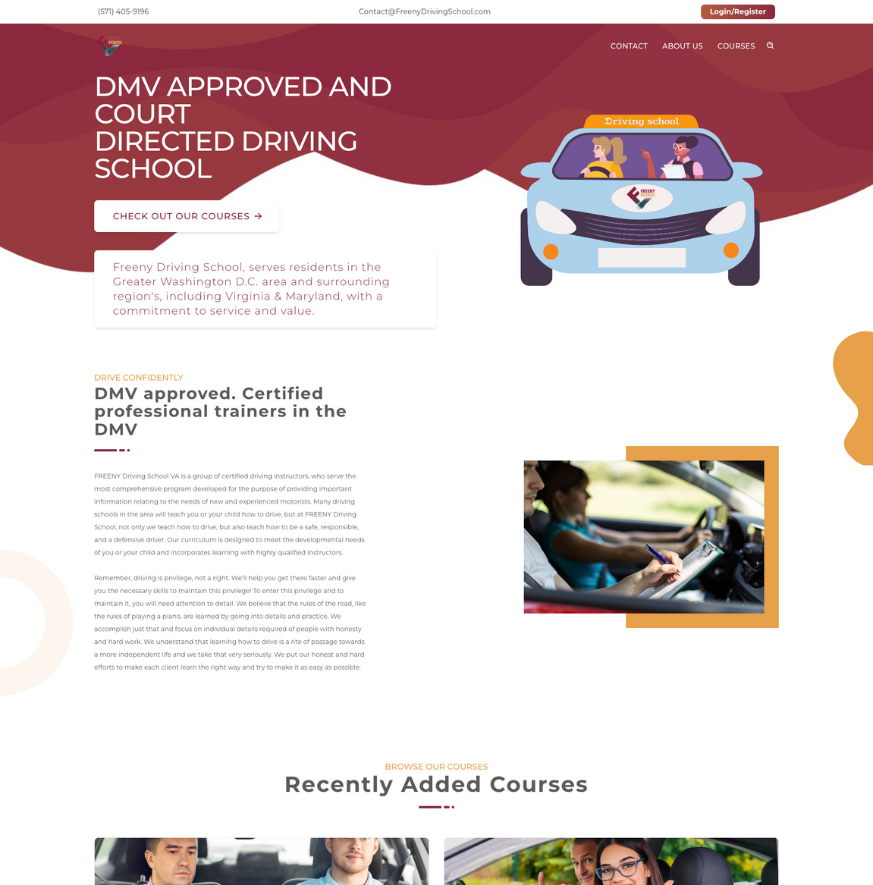 (571) 405-9196
Contact@FreenyDrivingSchool.com
Login/Register
SCHOOL
CONTACT
ABOUT US
COURSES
DMV APPROVED AND
COURT
DIRECTED DRIVING
SCHOOL
Driving school
FREENY
SCHOOL
CHECK OUT OUR COURSES →
Freeny Driving School, serves residents in the
Greater Washington D.C. area and surrounding
region's, including Virginia & Maryland, with a
commitment to service and value.
DRIVE CONFIDENTLY
DMV approved. Certified
professional trainers in the
DMV
FREENY Driving School VA is a group of certified driving instructors, who serve the
most comprehensive program developed for the purpose of providing important
information relating to the needs of new and experienced motorists. Many driving
schools in the area will teach you or your child how to drive, but at FREENY Driving
School, not only we teach how to drive, but also teach how to be a safe, responsible,
and a defensive driver. Our curriculum is designed to meet the developmental needs
of you or your child and incorporates learning with highly qualified instructors.
Remember, driving is privilege, not a right. We'll help you get there faster and give
you the necessary skills to maintain this privilege! To enter this privilege and to
maintain it, you will need attention to detail. We believe that the rules of the road, like
the rules of playing a piano, are learned by going into details and practice. We
accomplish just that and focus on individual details required of people with honesty
and hard work. We understand that learning how to drive is a rite of passage towards
a more independent life and we take that very seriously. We put our honest and hard
efforts to make each client learn the right way and try to make it as easy as possible.
BROWSE OUR COURSES
Recently Added Courses